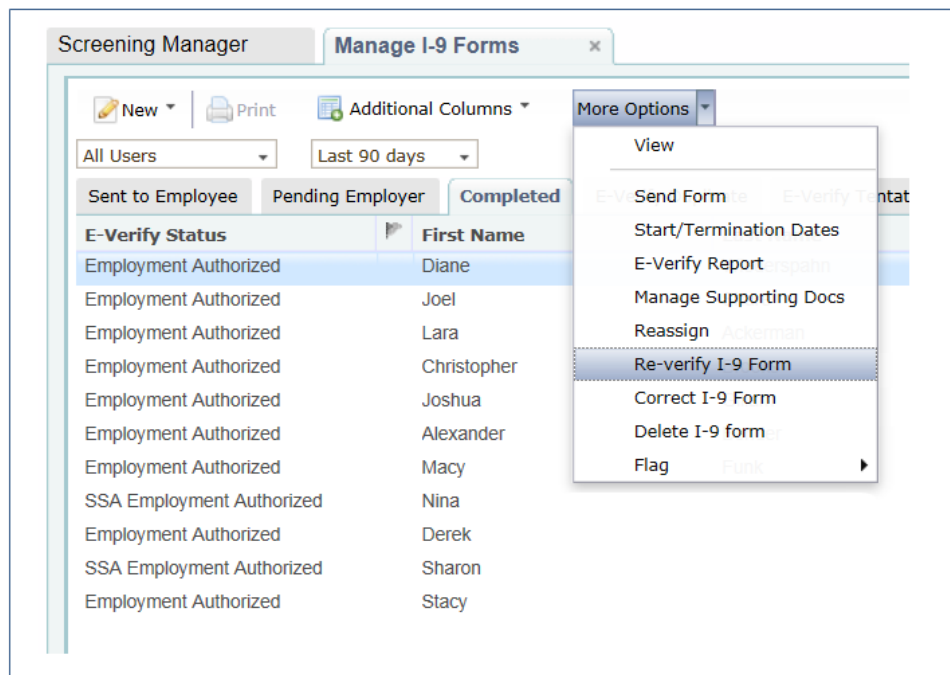 Screening Manager Manage I-9 Forms ×
New Print Additional Columns More Options
All Users Last 90 days
View
Sent to Employee Pending Employer Completed
Send Form
E-Verify Status First Name
Start/Termination Dates
Employment Authorized Diane
E-Verify Report
Employment Authorized Joel
Manage Supporting Docs
Employment Authorized Lara
Reassign Ackerman
Employment Authorized Christopher
Re-verify I-9 Form
Employment Authorized Joshua
Correct I-9 Form
Employment Authorized Alexander
Delete I-9 form
Employment Authorized Macy
Flag Funk
SSA Employment Authorized Nina
Employment Authorized Derek
SSA Employment Authorized Sharon
Employment Authorized Stacy